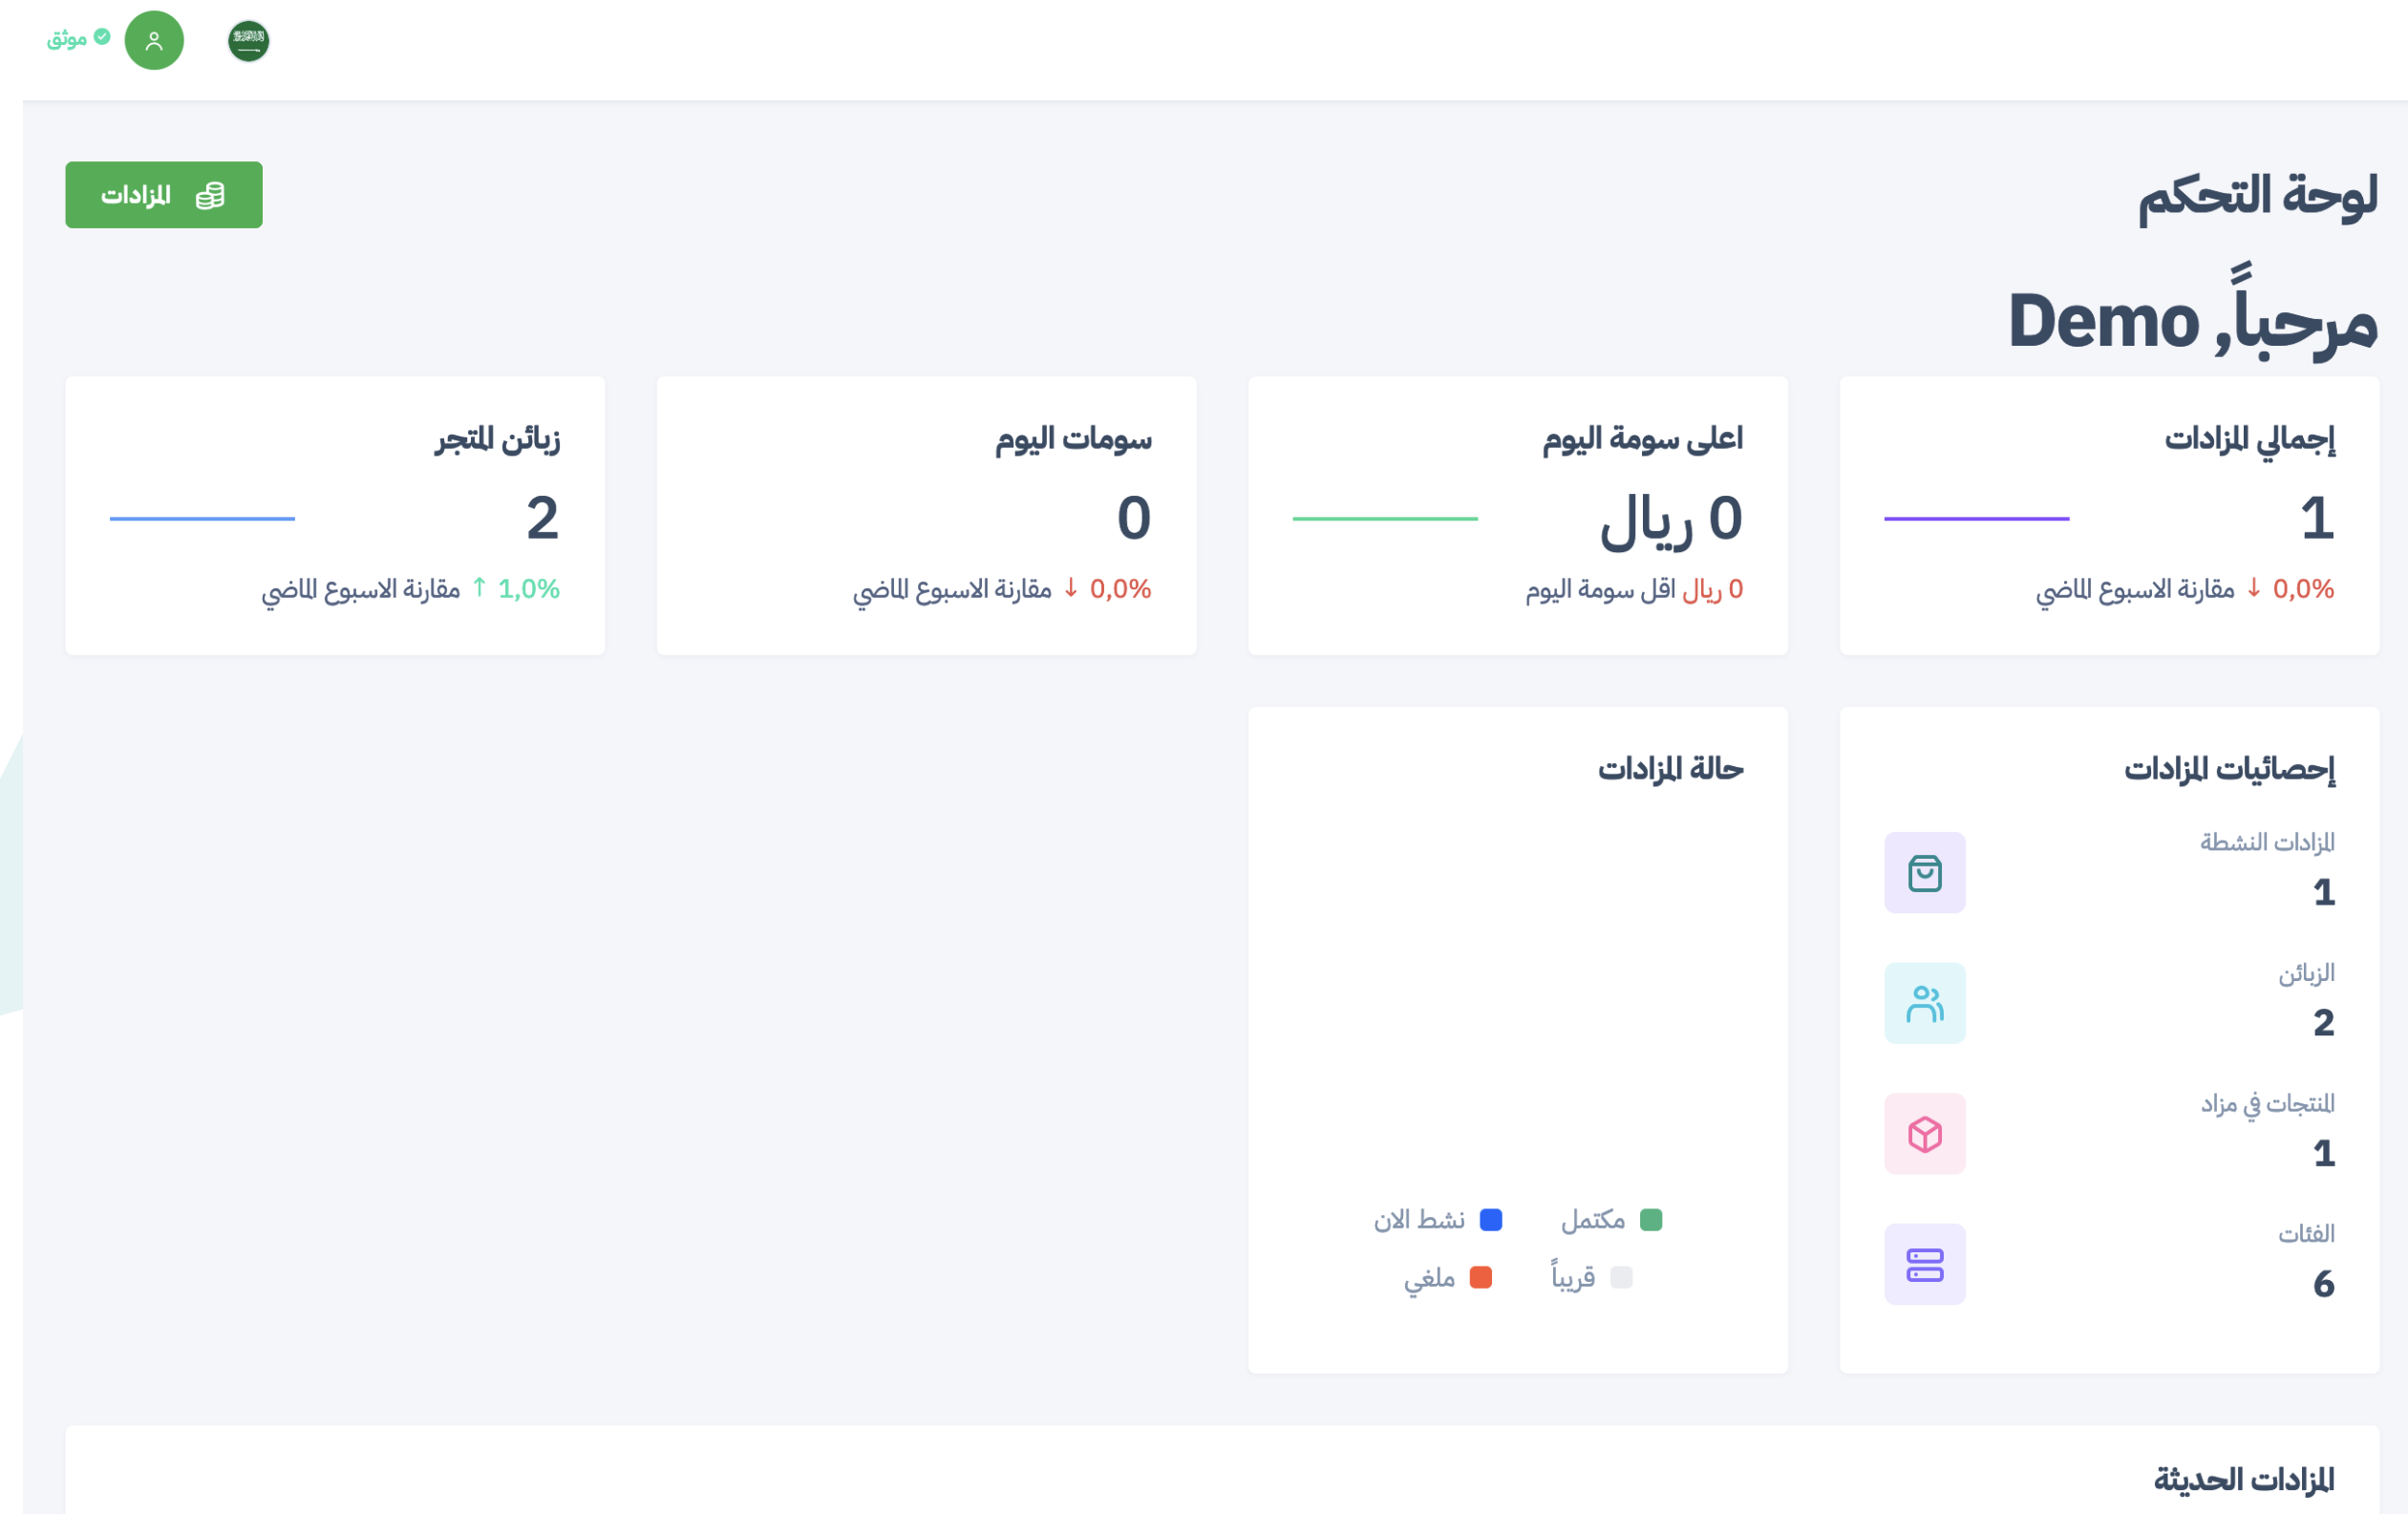 موثق
لوحة التحكم
المزادات
مرحباً, Demo
إجمالي المزادات
1
0,0% ↓ مقارنة الاسبوع الماضي
اعلى سومة اليوم
0 ريال
0 ريال اقل سومة اليوم
سومات اليوم
0
0,0% ↓ مقارنة الاسبوع الماضي
زبائن المتجر
2
1,0% ↑ مقارنة الاسبوع الماضي
إحصائيات المزادات
المزادات النشطة
1
الزبائن
2
المنتجات في مزاد
1
الفئات
6
حالة المزادات
مكتمل
نشط الان
قريباً
ملغي
المزادات الحديثة